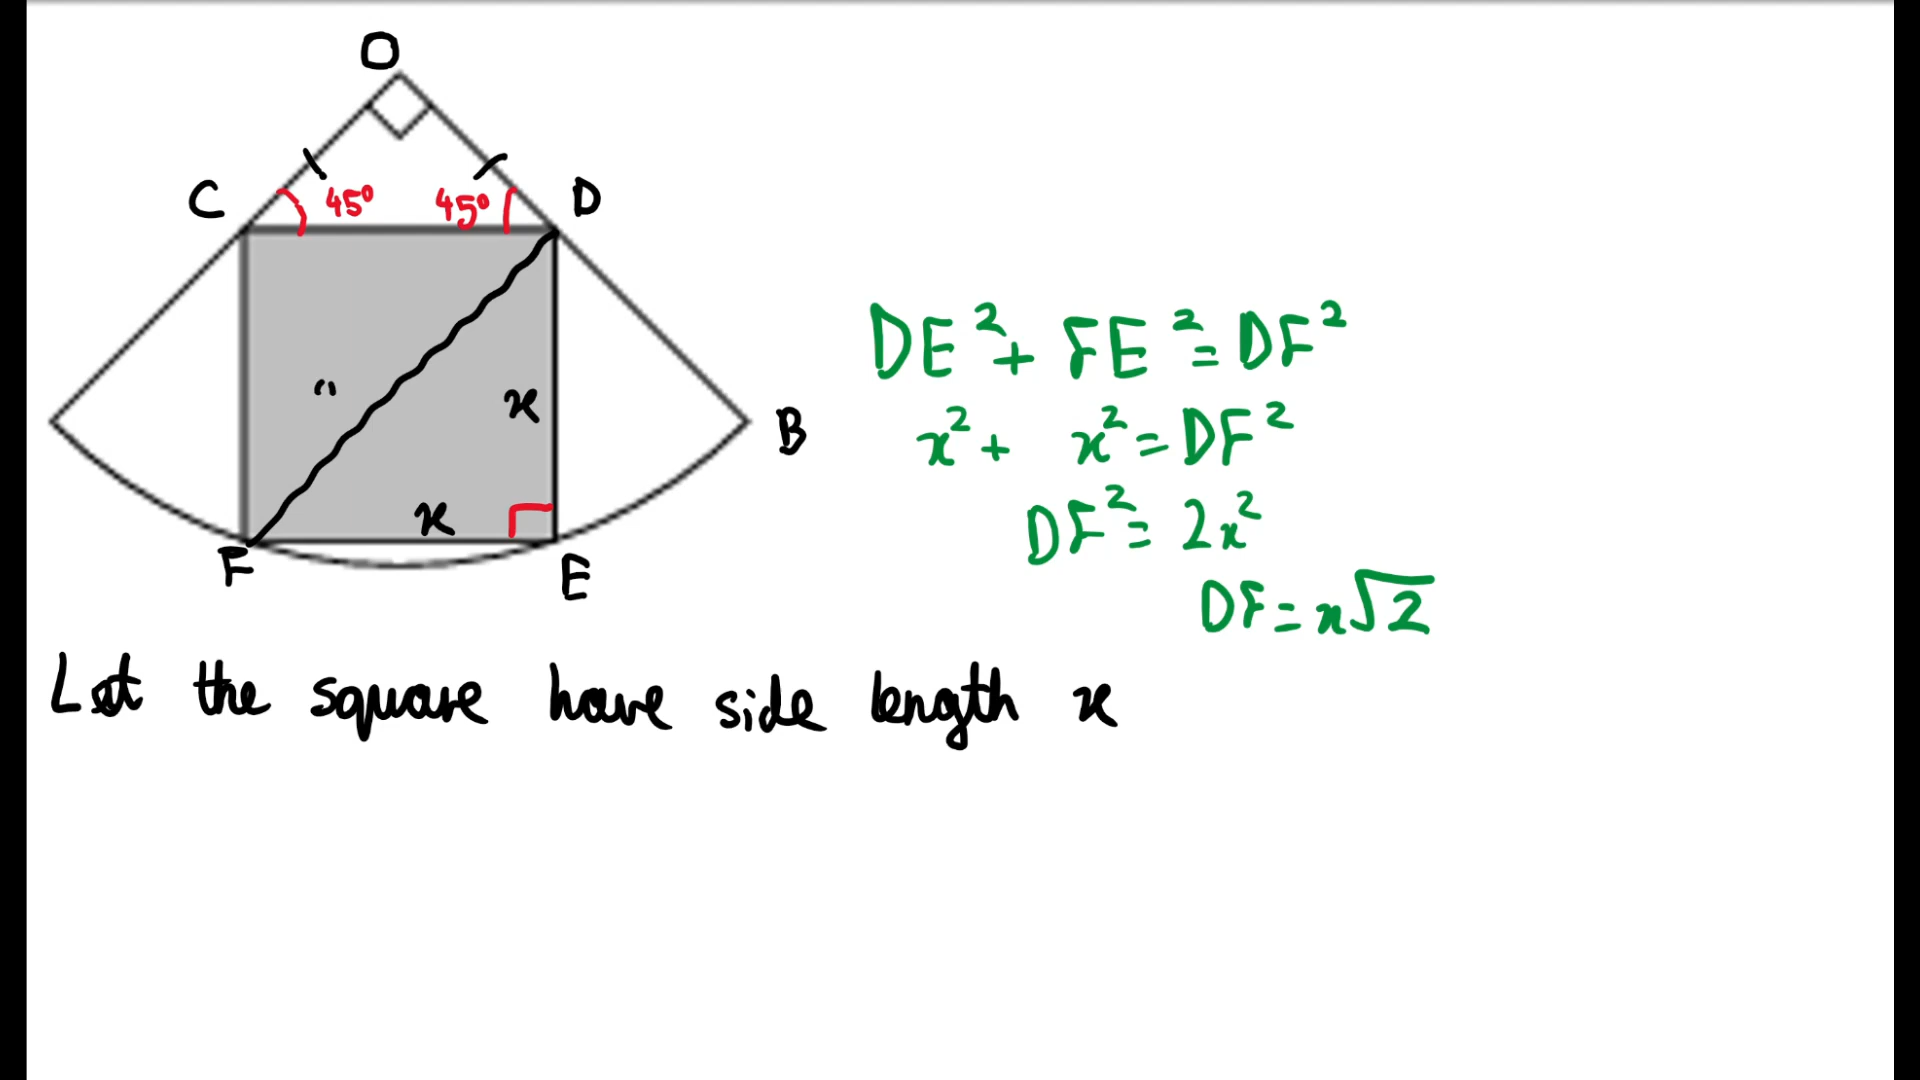 O
C 45° 45° D
DE² + FE² = DF²
x B
x² + x² = DF²
x
DF² = 2x²
F E
DF = x√2
Let the square have side length x